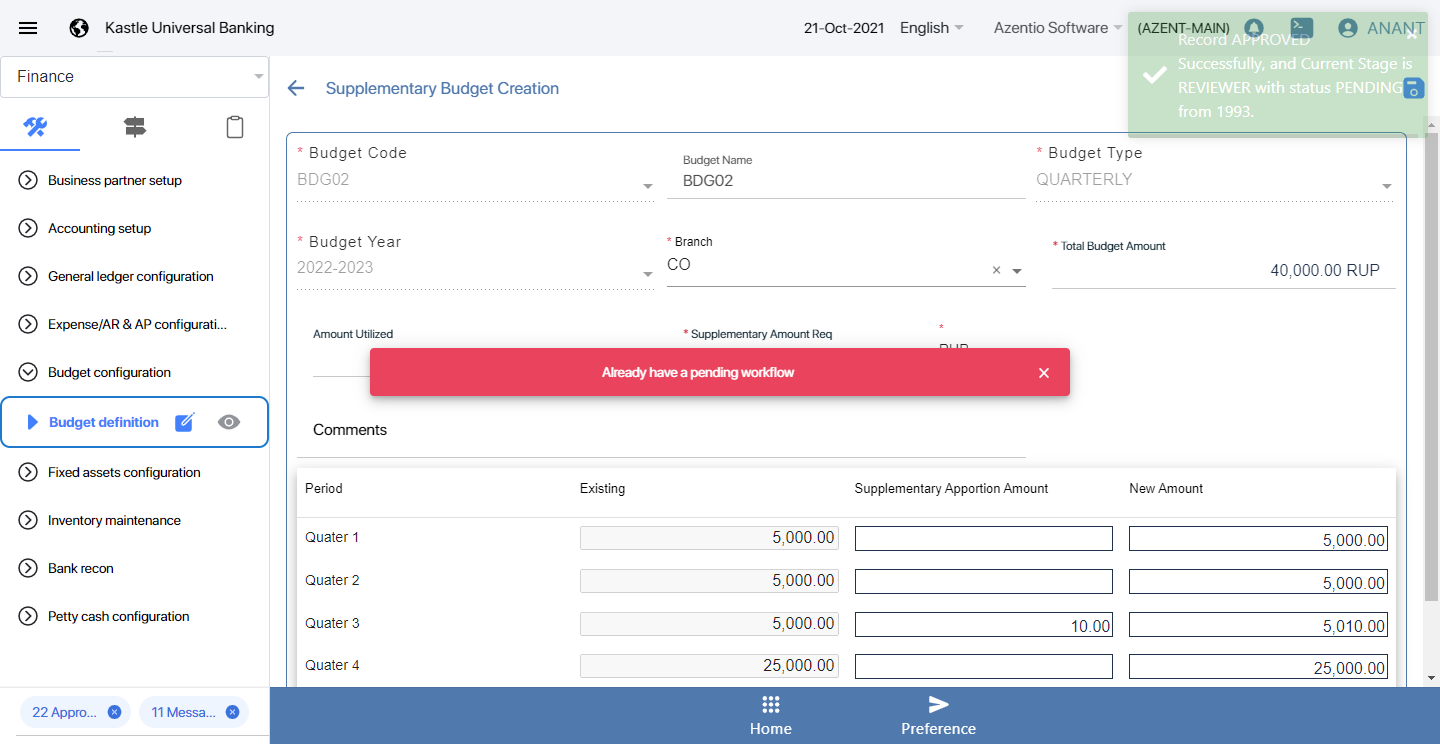 Kastle Universal Banking
21-Oct-2021
English
Azentio Software
(AZENT-MAIN)
ANANT
Record APPROVED
Successfully, and Current Stage is
REVIEWER with status PENDING
from 1993.
Finance
Supplementary Budget Creation
Business partner setup
Accounting setup
General ledger configuration
Expense/AR & AP configurati...
Budget configuration
Budget definition
Fixed assets configuration
Inventory maintenance
Bank recon
Petty cash configuration
22 Appro...
11 Messa...
* Budget Code
BDG02
Budget Name
BDG02
* Budget Type
QUARTERLY
* Budget Year
2022-2023
* Branch
CO
* Total Budget Amount
40,000.00 RUP
Amount Utilized
* Supplementary Amount Req
*
RUP
Already have a pending workflow
Comments
Period Existing Supplementary Apportion Amount New Amount
Quater 1 5,000.00 5,000.00
Quater 2 5,000.00 5,000.00
Quater 3 5,000.00 10.00 5,010.00
Quater 4 25,000.00 25,000.00
Home
Preference